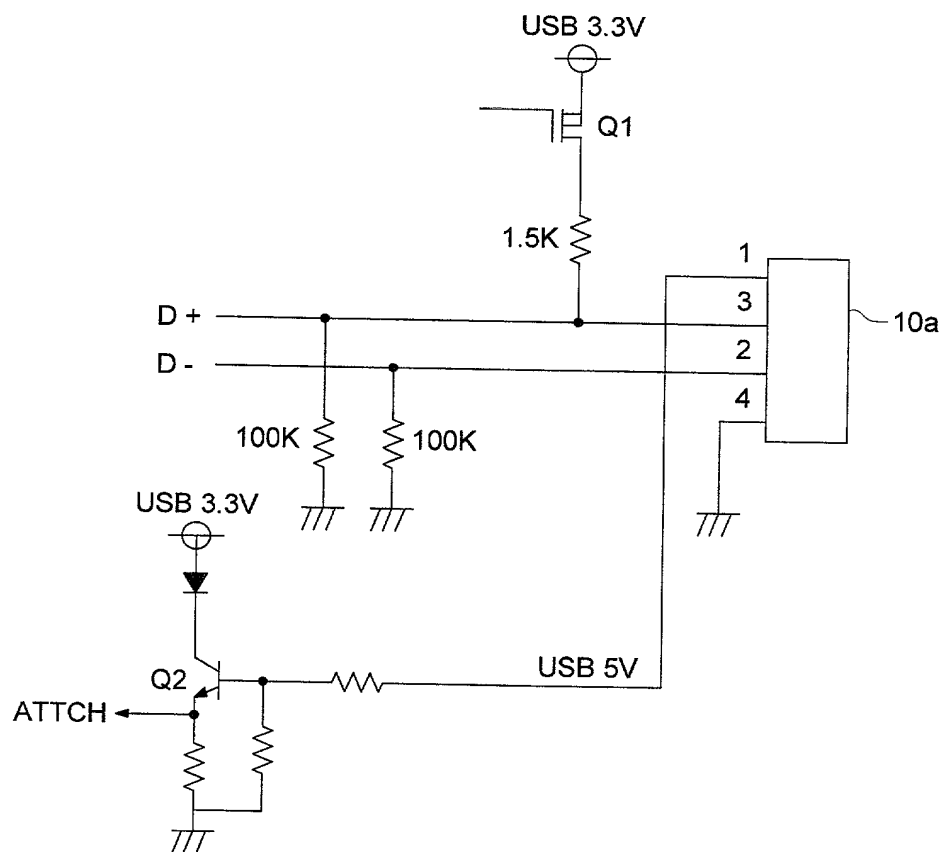 USB 3.3V
Q1
1.5K
1
D +
3
10a
D -
2
4
100K
100K
USB 3.3V
Q2
USB 5V
ATTCH